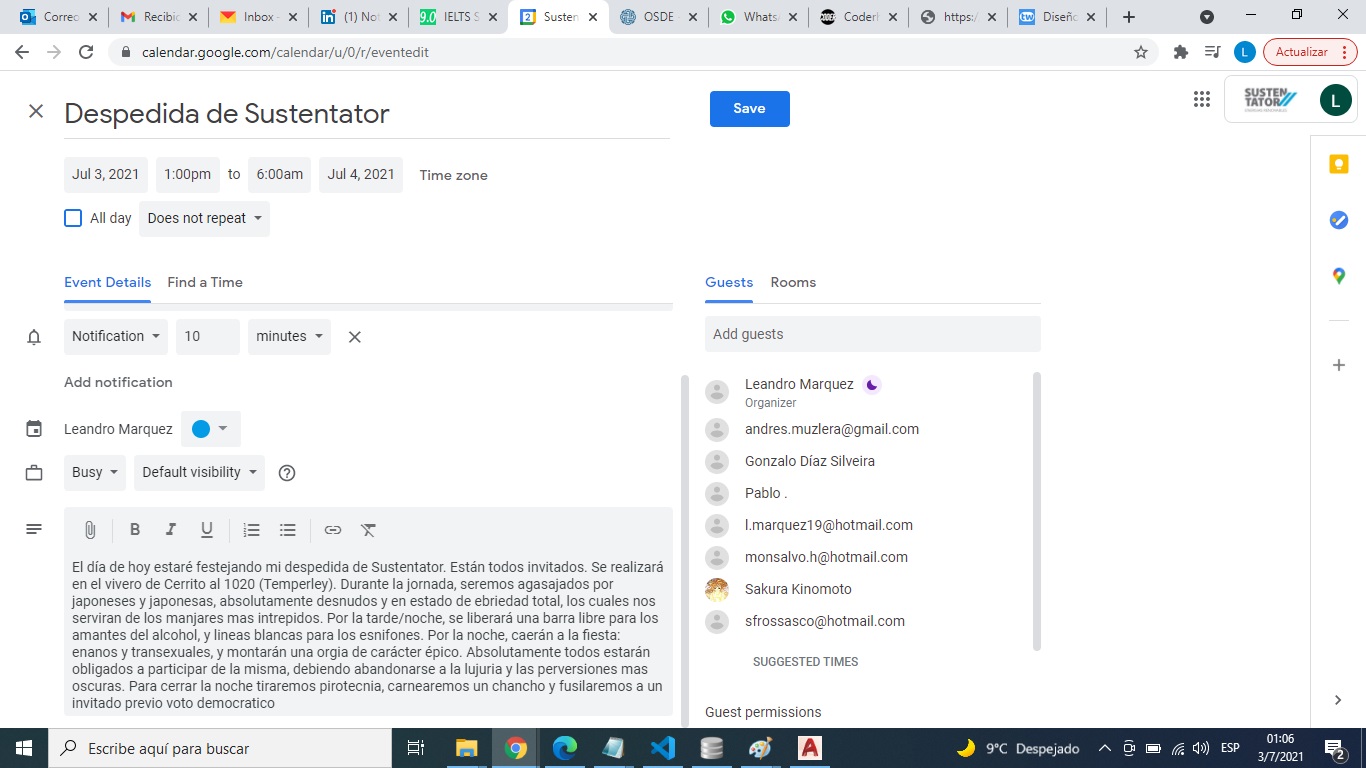 Correo
Recibid
Inbox -
(1) Not
9.0 IELTS S
Susten
OSDE -
WhatsA
CoderH
https:/
tw Diseño
calendar.google.com/calendar/u/0/r/eventedit
L
Actualizar
Despedida de Sustentator
Save
SUSTEN
TATOR
L
Jul 3, 2021 1:00pm to 6:00am Jul 4, 2021 Time zone
All day Does not repeat
Event Details Find a Time
Guests Rooms
Notification 10 minutes
Add guests
Add notification
Leandro Marquez
Organizer
Leandro Marquez
andres.muzlera@gmail.com
Busy Default visibility
Gonzalo Díaz Silveira
Pablo .
l.marquez19@hotmail.com
monsalvo.h@hotmail.com
Sakura Kinomoto
sfrossasco@hotmail.com
B I U
El día de hoy estaré festejando mi despedida de Sustentator. Están todos invitados. Se realizará
en el vivero de Cerrito al 1020 (Temperley). Durante la jornada, seremos agasajados por
japoneses y japonesas, absolutamente desnudos y en estado de ebriedad total, los cuales nos
serviran de los manjares mas intrepidos. Por la tarde/noche, se liberará una barra libre para los
amantes del alcohol, y lineas blancas para los esnifones. Por la noche, caerán a la fiesta:
enanos y transexuales, y montarán una orgia de carácter épico. Absolutamente todos estarán
obligados a participar de la misma, debiendo abandonarse a la lujuria y las perversiones mas
oscuras. Para cerrar la noche tiraremos pirotecnia, carnearemos un chancho y fusilaremos a un
invitado previo voto democratico
SUGGESTED TIMES
Guest permissions
Escribe aquí para buscar
9°C Despejado
ESP
01:06
3/7/2021
2